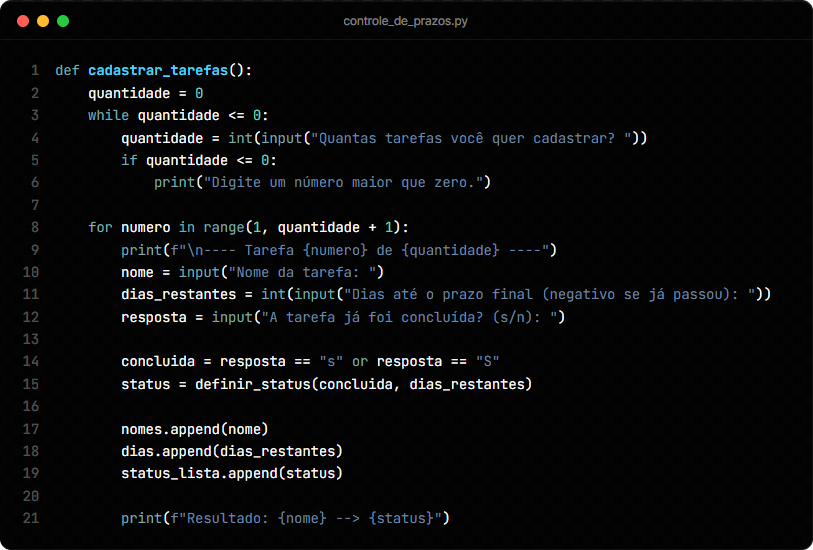 controle_de_prazos.py
1 def cadastrar_tarefas():
2     quantidade = 0
3     while quantidade <= 0:
4         quantidade = int(input("Quantas tarefas você quer cadastrar? "))
5         if quantidade <= 0:
6             print("Digite um número maior que zero.")
7
8     for numero in range(1, quantidade + 1):
9         print(f"\n---- Tarefa {numero} de {quantidade} ----")
10         nome = input("Nome da tarefa: ")
11         dias_restantes = int(input("Dias até o prazo final (negativo se já passou): "))
12         resposta = input("A tarefa já foi concluída? (s/n): ")
13
14         concluida = resposta == "s" or resposta == "S"
15         status = definir_status(concluida, dias_restantes)
16
17         nomes.append(nome)
18         dias.append(dias_restantes)
19         status_lista.append(status)
20
21         print(f"Resultado: {nome} --> {status}")